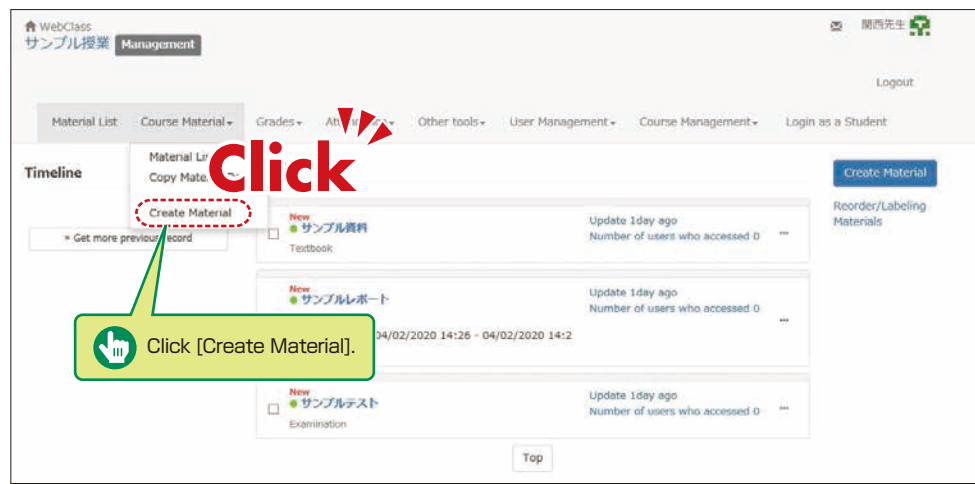 WebClass
サンプル授業 Management
関西先生
Logout
Material List Course Material Grades Other tools User Management Course Management Login as a Student
Click
Timeline
Material Li
Copy Mate
Create Material
Create Material
Reorder/Labeling
Materials
» Get more previous record
New
サンプル資料
Textbook
Update 1day ago
Number of users who accessed 0
...
New
サンプルレポート
04/02/2020 14:26 - 04/02/2020 14:2
Update 1day ago
Number of users who accessed 0
...
Click [Create Material].
New
サンプルテスト
Examination
Update 1day ago
Number of users who accessed 0
...
Top